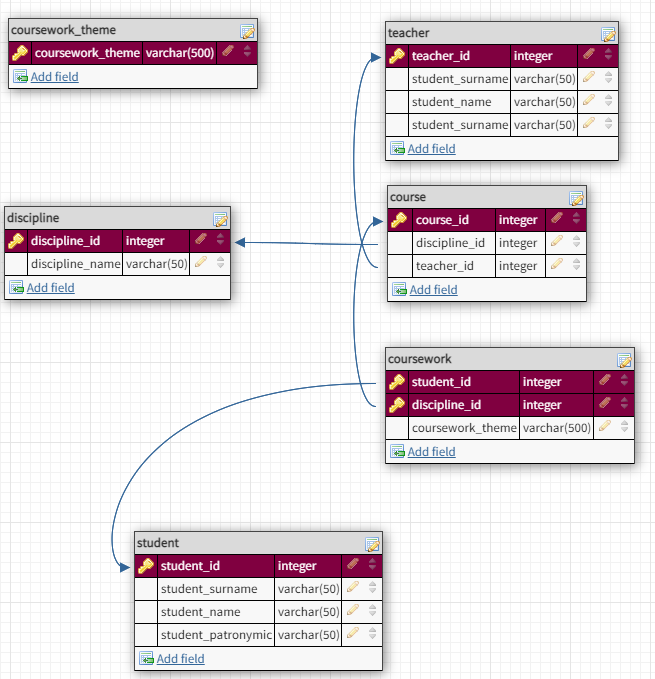 coursework_theme
coursework_theme varchar(500)
Add field
teacher
teacher_id integer
student_surname varchar(50)
student_name varchar(50)
student_surname varchar(50)
Add field
course
course_id integer
discipline_id integer
teacher_id integer
Add field
discipline
discipline_id integer
discipline_name varchar(50)
Add field
coursework
student_id integer
discipline_id integer
coursework_theme varchar(500)
Add field
student
student_id integer
student_surname varchar(50)
student_name varchar(50)
student_patronymic varchar(50)
Add field